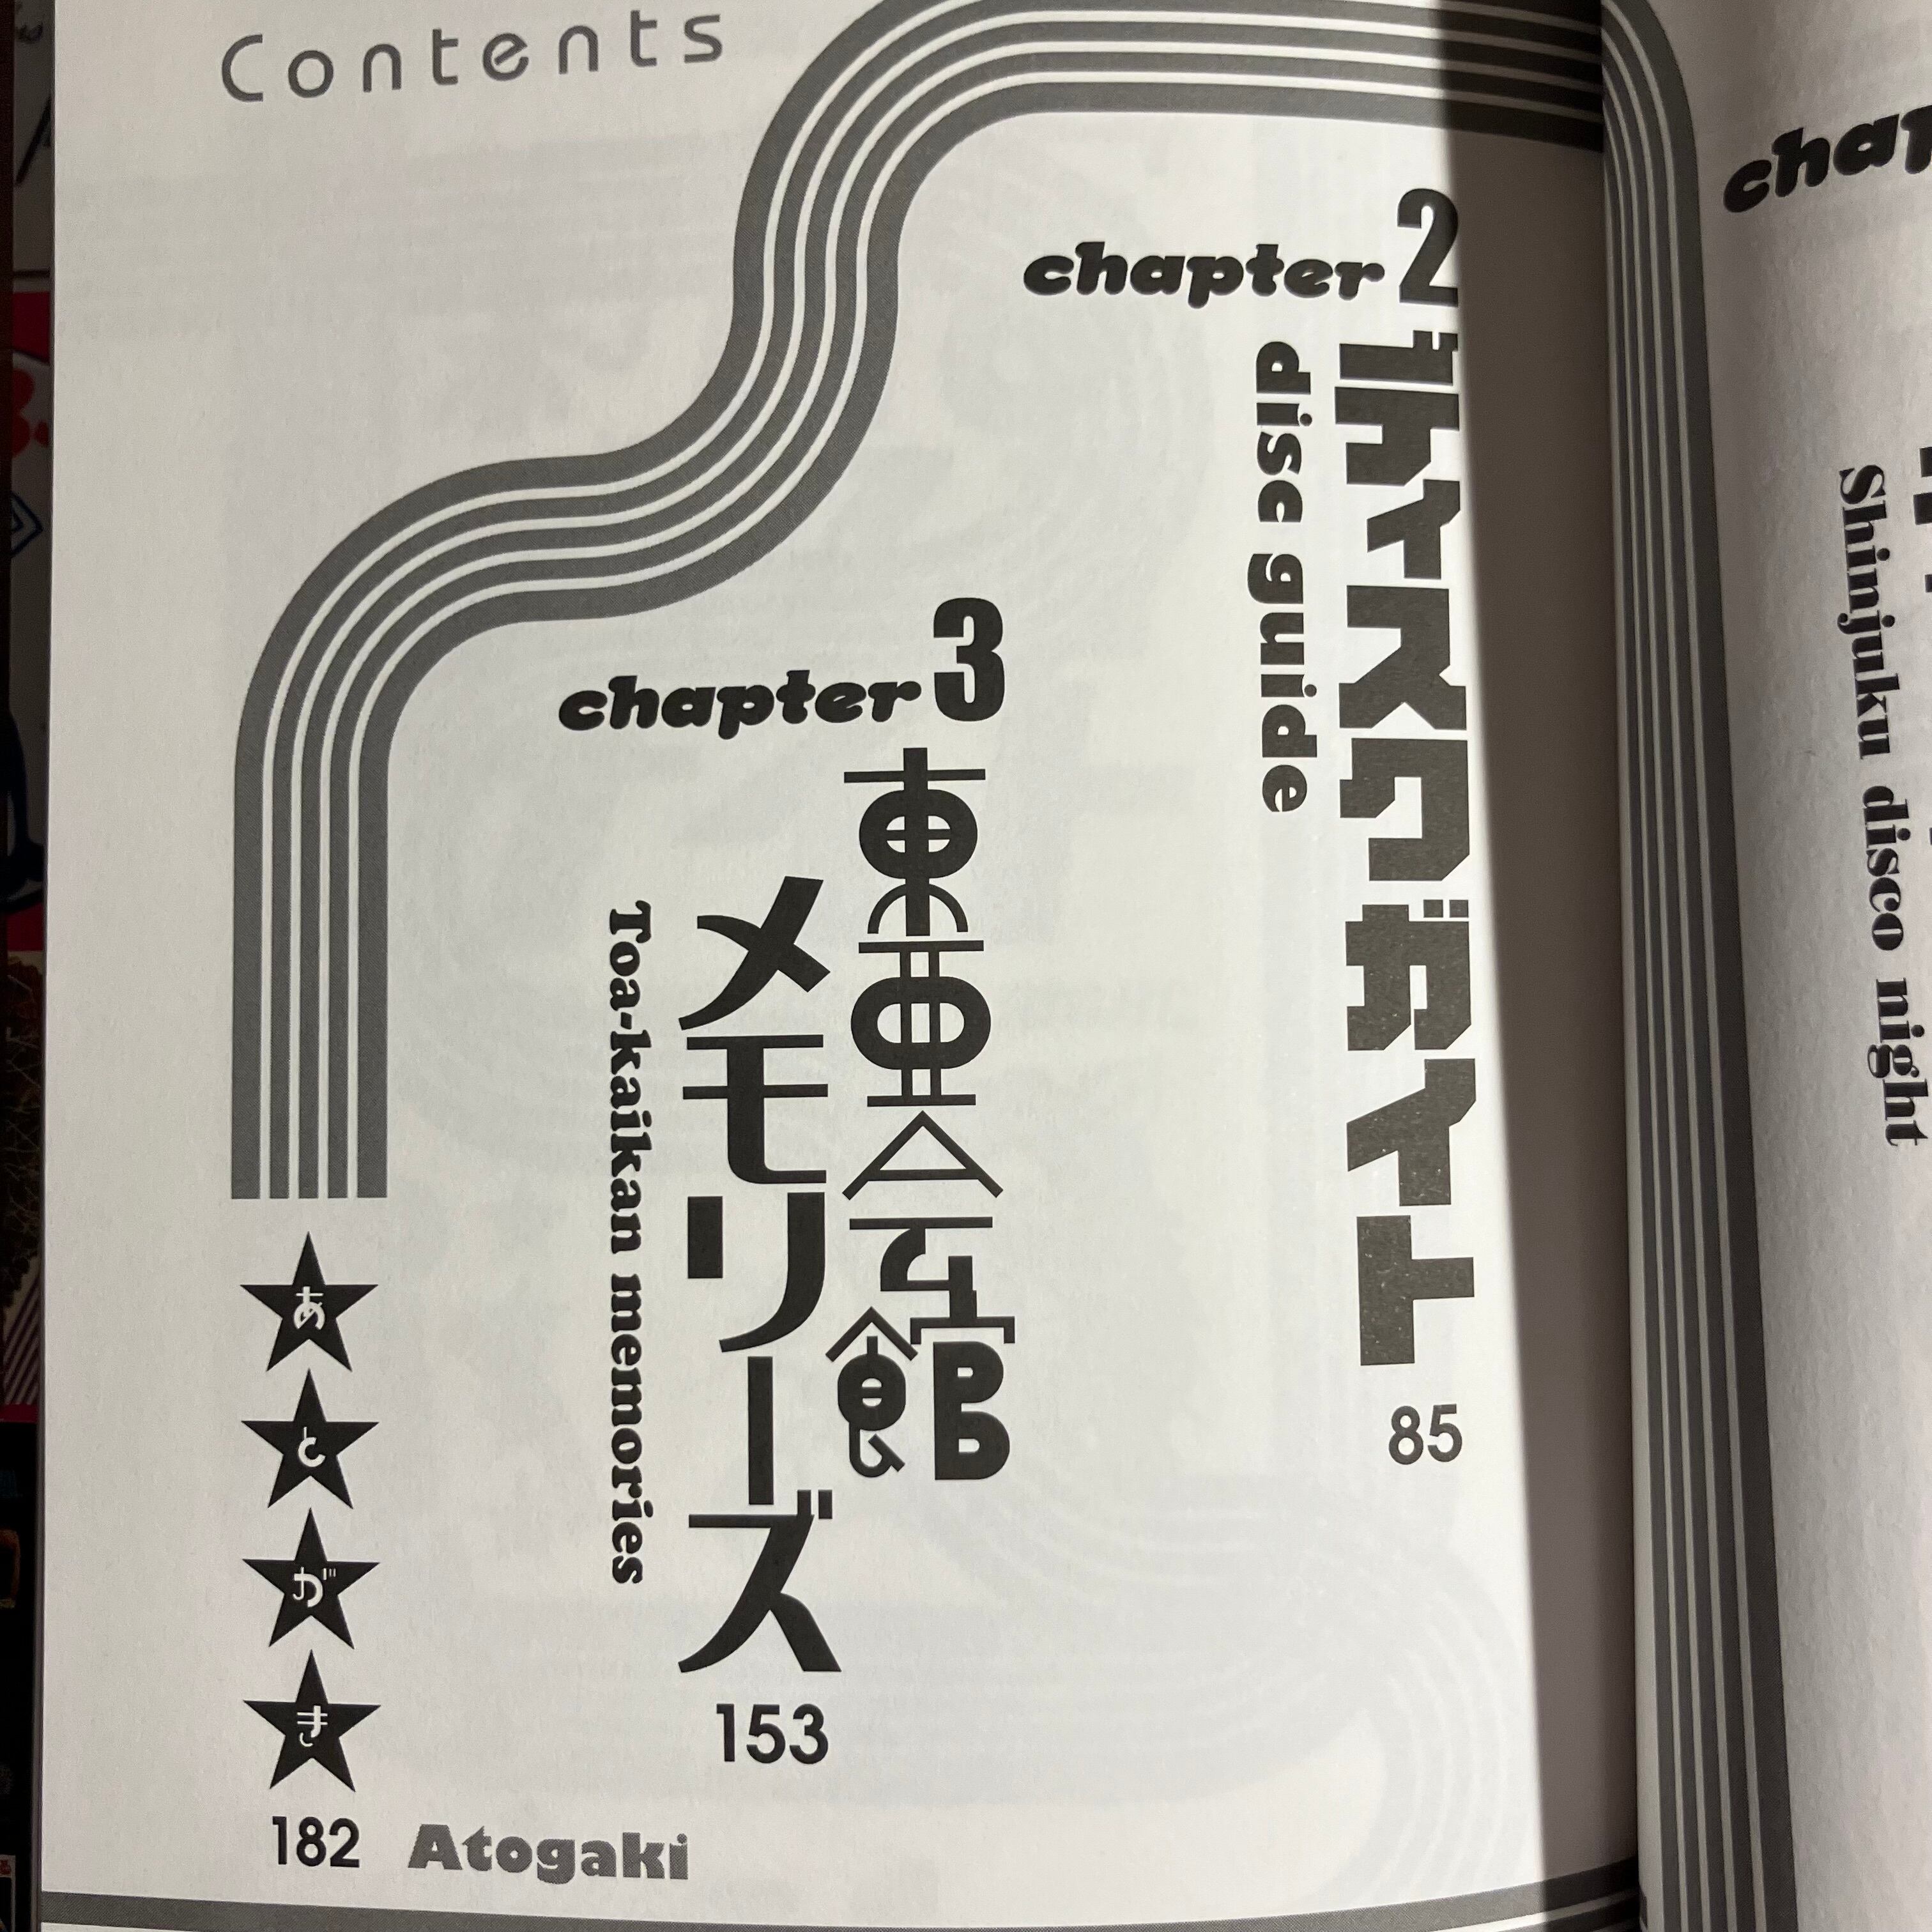 Contents
chap
Shinjuku disco night
chapter 2
ディスクガイド
disc guide
85
chapter 3
東亜会館
メモリーズ
Toa-kaikan memories
153
あとがき
182 Atogaki